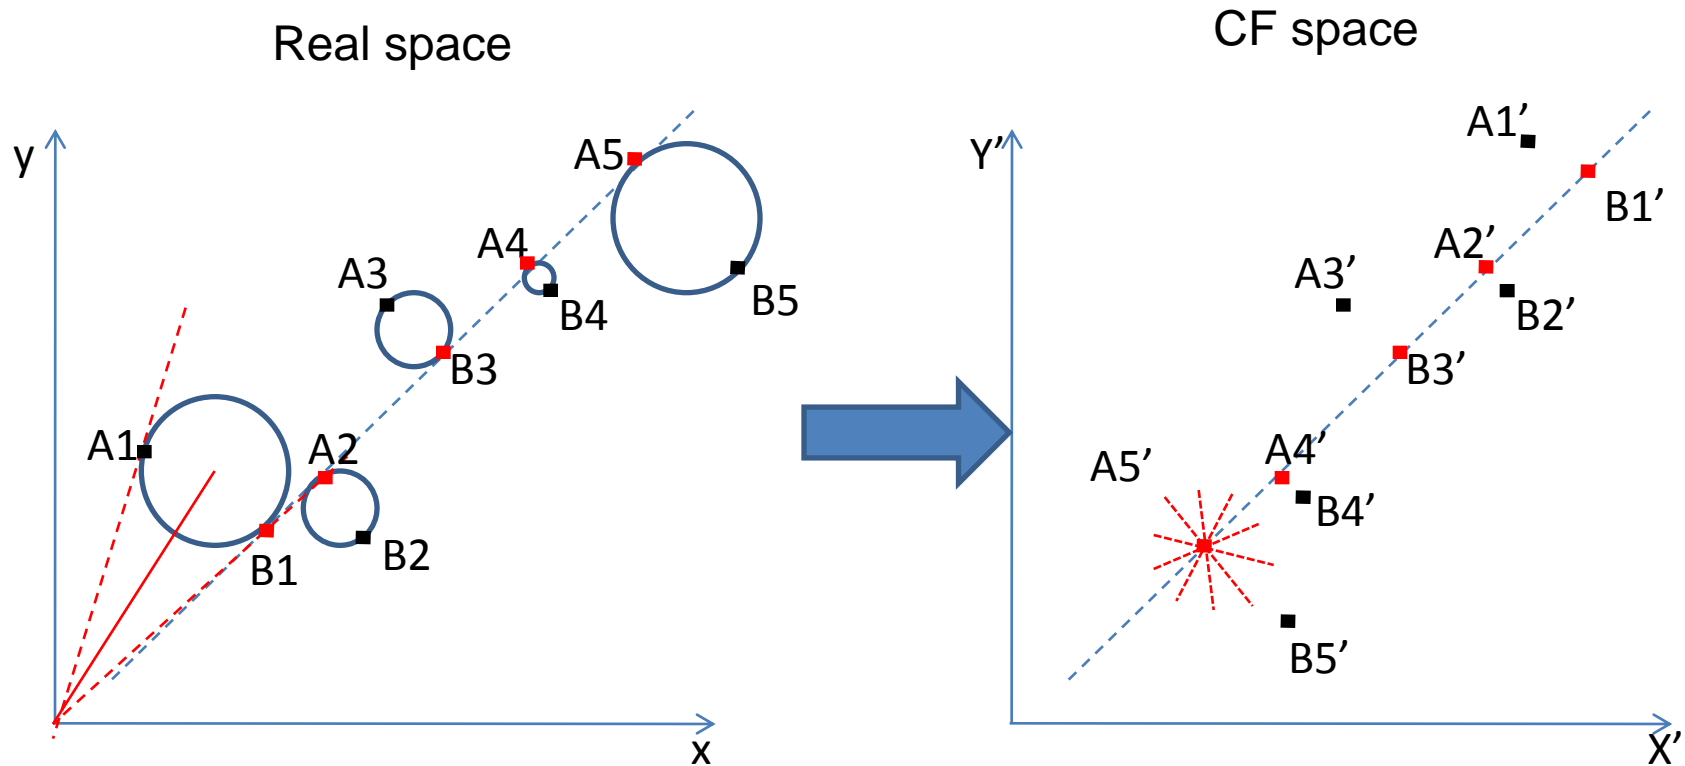 Real space
y
A5
A4
A3
B4
B5
B3
A1
A2
B1
B2
x
CF space
A1’
Y’
B1’
A2’
A3’
B2’
B3’
A4’
A5’
B4’
B5’
X’